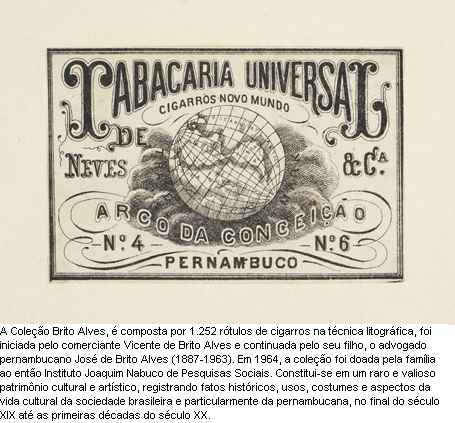 TABACARIA UNIVERSAL
CIGARROS NOVO MUNDO
DE
NEVES & Cª.
ARCO DA CONCEIÇÃO
Nº. 4 Nº. 6
PERNAMBUCO
A Coleção Brito Alves, é composta por 1.252 rótulos de cigarros na técnica litográfica, foi
iniciada pelo comerciante Vicente de Brito Alves e continuada pelo seu filho, o advogado
pernambucano José de Brito Alves (1887-1963). Em 1964, a coleção foi doada pela família
ao então Instituto Joaquim Nabuco de Pesquisas Sociais. Constitui-se em um raro e valioso
patrimônio cultural e artístico, registrando fatos históricos, usos, costumes e aspectos da
vida cultural da sociedade brasileira e particularmente da pernambucana, no final do século
XIX até as primeiras décadas do século XX.